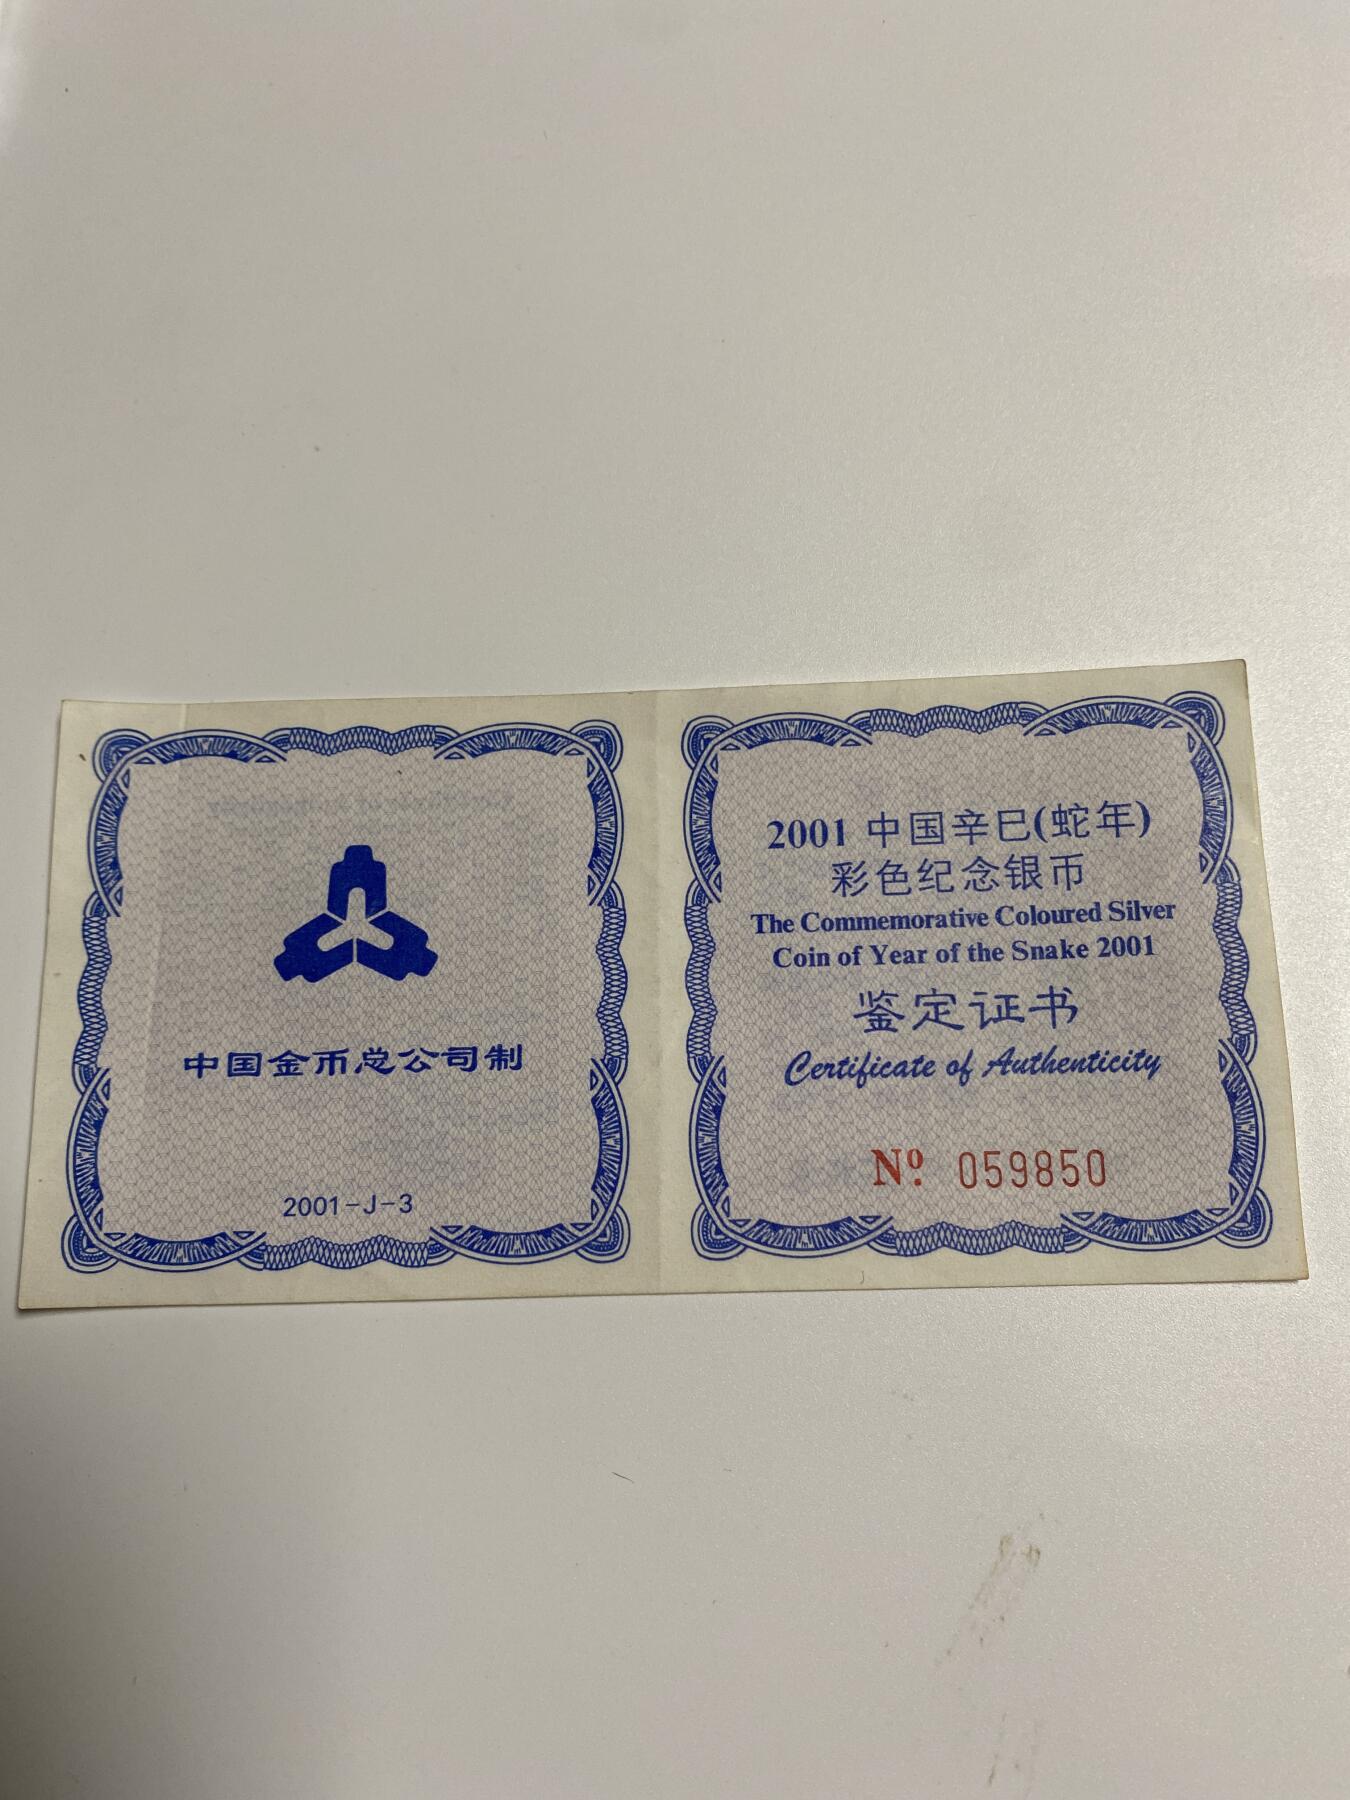 中国金币总公司制
2001-J-3
2001 中国辛巳(蛇年)
彩色纪念银币
The Commemorative Coloured Silver
Coin of Year of the Snake 2001
鉴定证书
Certificate of Authenticity
Nº 059850